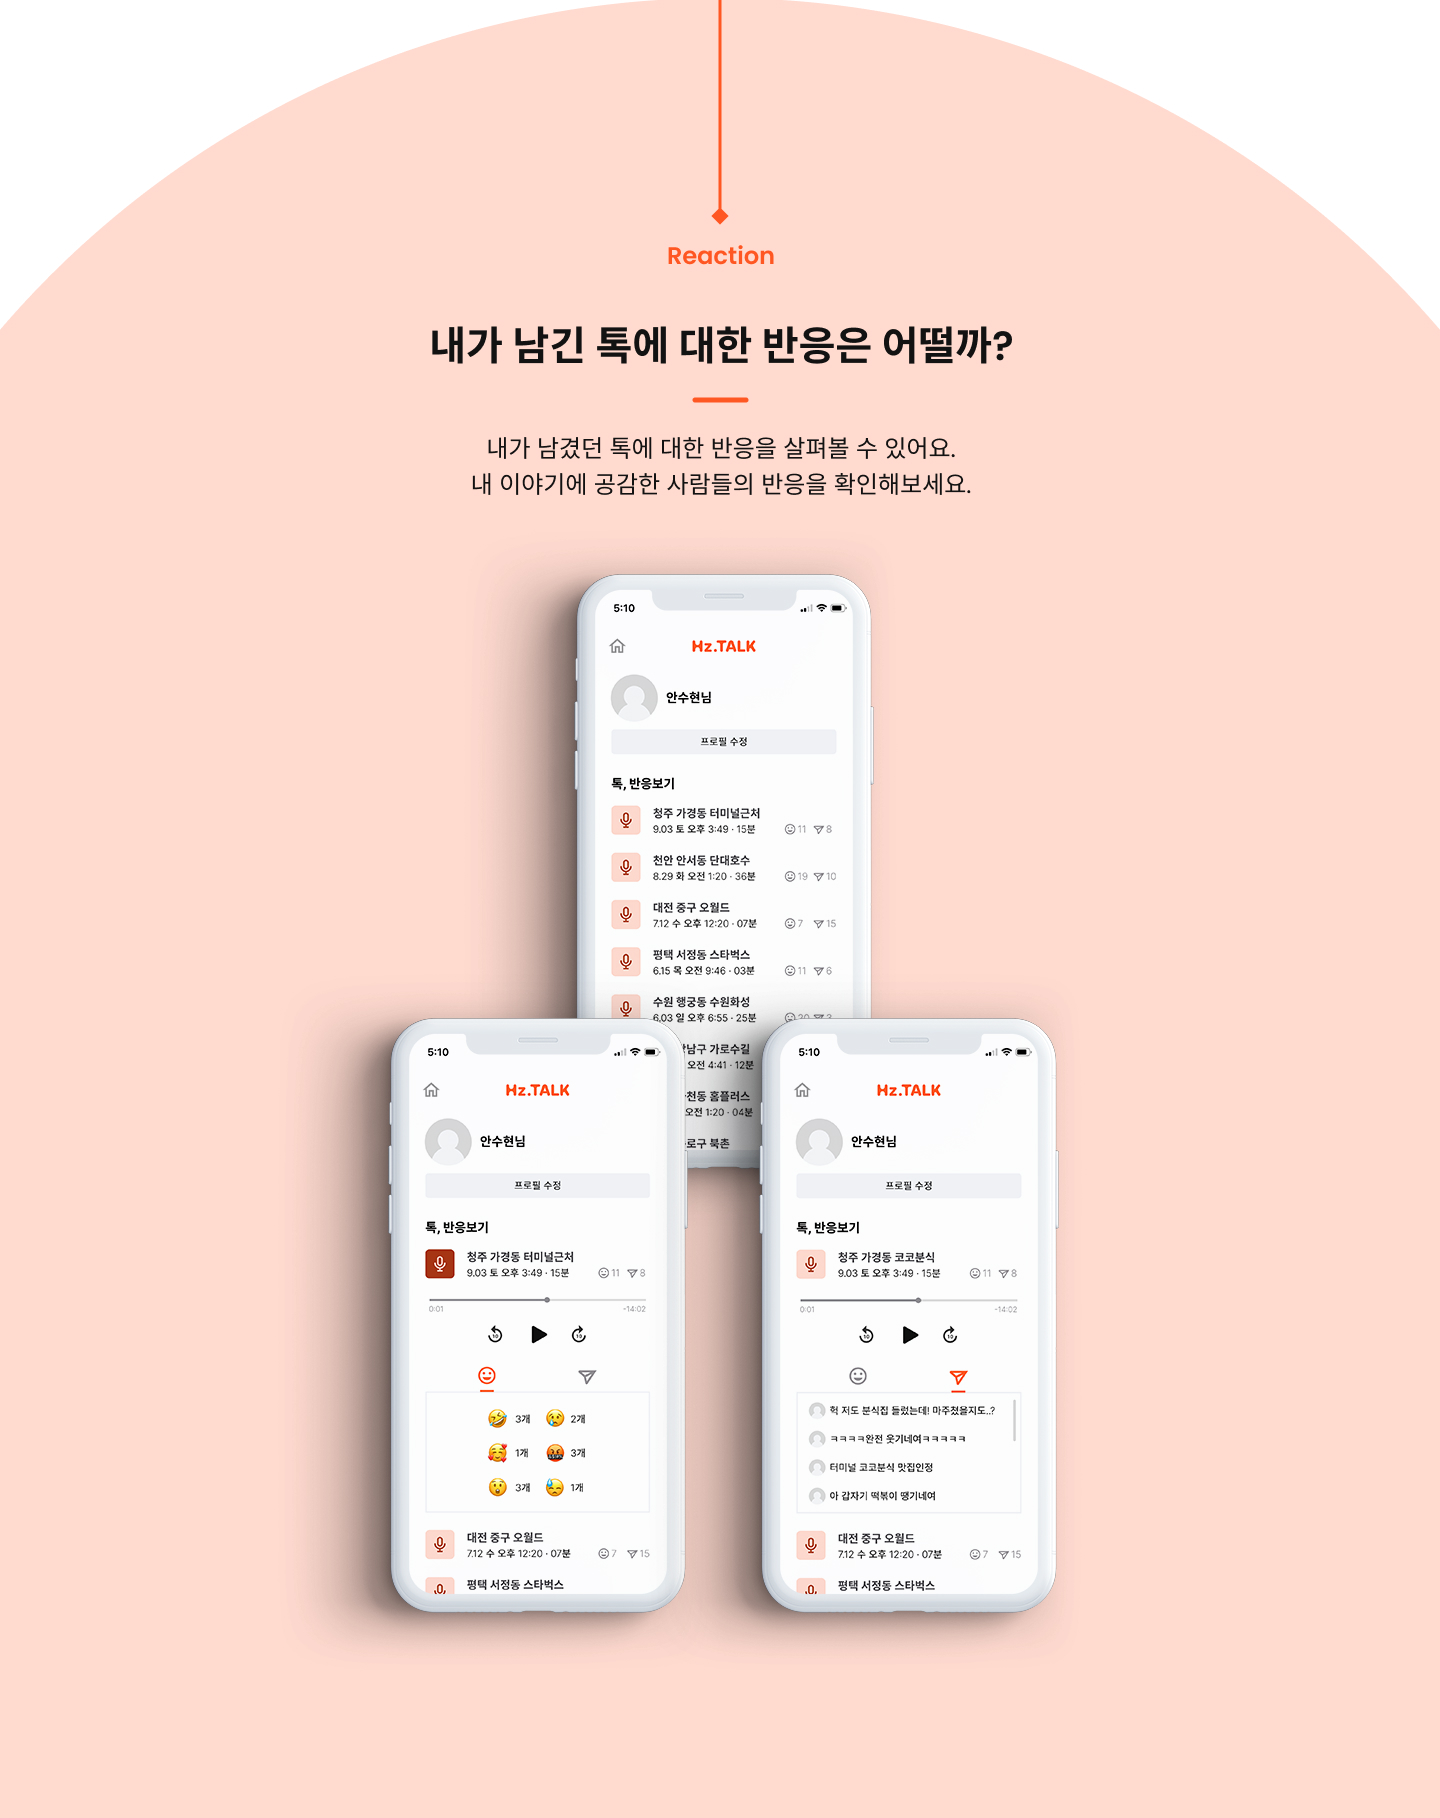 Reaction
내가 남긴 톡에 대한 반응은 어떨까?
내가 남겼던 톡에 대한 반응을 살펴볼 수 있어요.
내 이야기에 공감한 사람들의 반응을 확인해보세요.
5:10
Hz.TALK
안수현님
프로필 수정
톡, 반응보기
청주 가경동 터미널근처
9.03 토 오후 3:49 · 15분 11 8
천안 안서동 단대호수
8.29 화 오전 1:20 · 36분 19 10
대전 중구 오월드
7.12 수 오후 12:20 · 07분 7 15
평택 서정동 스타벅스
6.15 목 오전 9:46 · 03분 11 6
수원 행궁동 수원화성
6.03 일 오후 6:55 · 25분
가로수길
오전 4:41 · 12분
홈플러스
오전 1:20 · 04분
북촌
5:10
Hz.TALK
안수현님
프로필 수정
톡, 반응보기
청주 가경동 터미널근처
9.03 토 오후 3:49 · 15분 11 8
0:01 -14:02
10 10
3개 2개
1개 3개
3개 1개
대전 중구 오월드
7.12 수 오후 12:20 · 07분 7 15
평택 서정동 스타벅스
5:10
Hz.TALK
안수현님
프로필 수정
톡, 반응보기
청주 가경동 코코분식
9.03 토 오후 3:49 · 15분 11 8
0:01 -14:02
10 10
헉 저도 분식집 들렀는데! 마주쳤을지도..?
ㅋㅋㅋㅋ완전 웃기네여ㅋㅋㅋㅋㅋ
터미널 코코분식 맛집인정
아 갑자기 떡볶이 땡기네여
대전 중구 오월드
7.12 수 오후 12:20 · 07분 7 15
평택 서정동 스타벅스